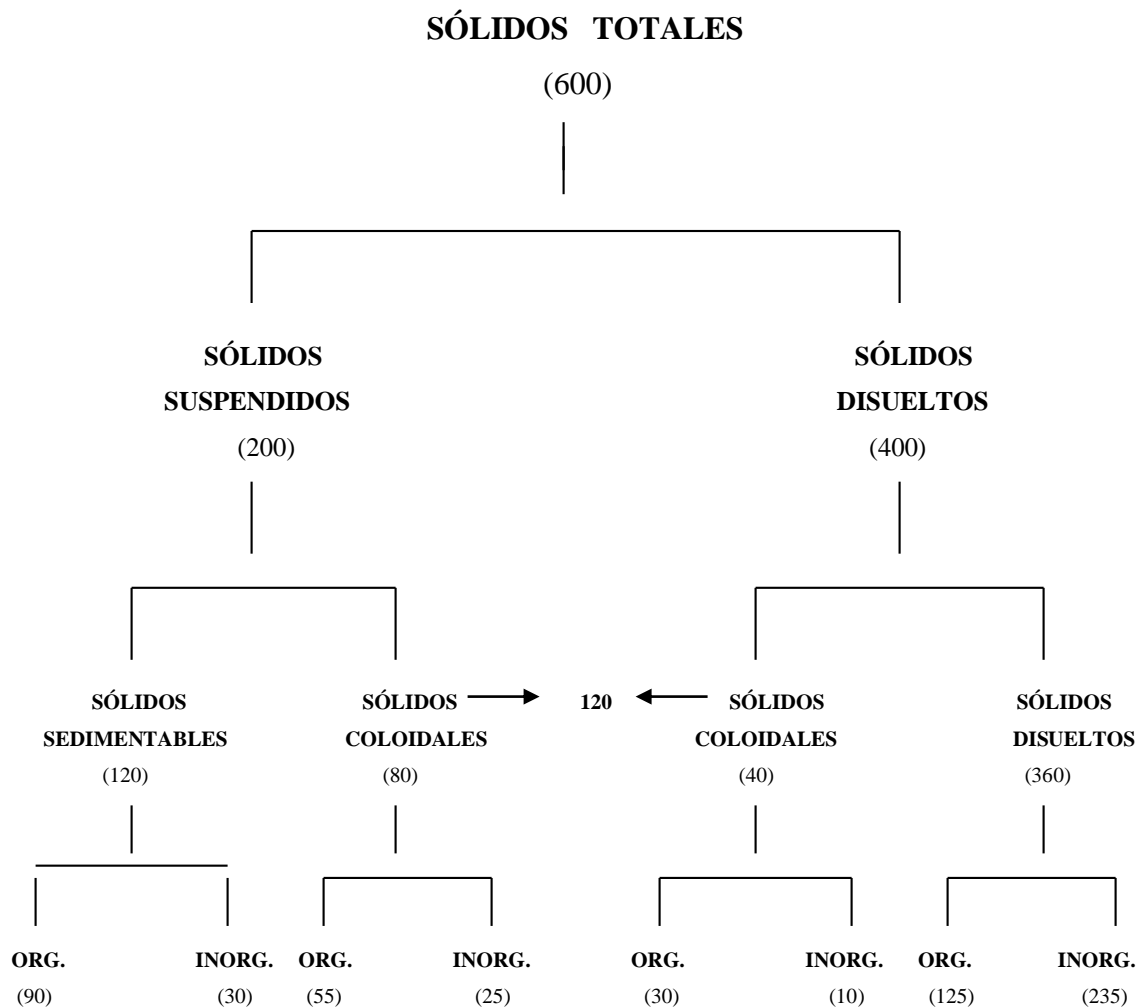 SÓLIDOS TOTALES
(600)
SÓLIDOS
SUSPENDIDOS
(200)
SÓLIDOS
DISUELTOS
(400)
SÓLIDOS
SEDIMENTABLES
(120)
SÓLIDOS
COLOIDALES
(80)
120
SÓLIDOS
COLOIDALES
(40)
SÓLIDOS
DISUELTOS
(360)
ORG.
(90)
INORG.
(30)
ORG.
(55)
INORG.
(25)
ORG.
(30)
INORG.
(10)
ORG.
(125)
INORG.
(235)